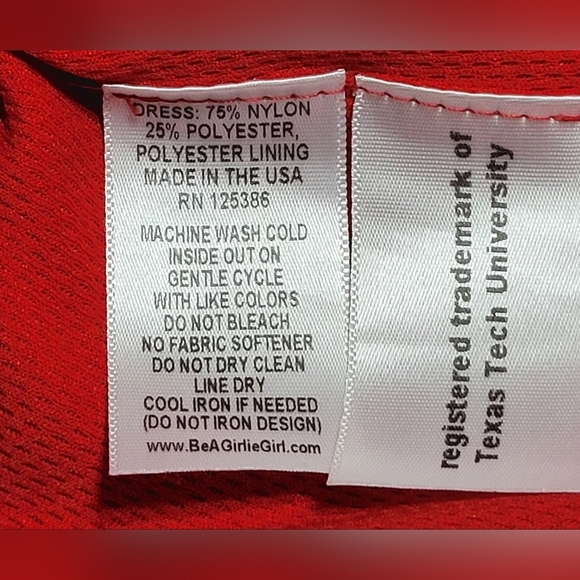 DRESS: 75% NYLON
25% POLYESTER,
POLYESTER LINING
MADE IN THE USA
RN 125386
MACHINE WASH COLD
INSIDE OUT ON
GENTLE CYCLE
WITH LIKE COLORS
DO NOT BLEACH
NO FABRIC SOFTENER
DO NOT DRY CLEAN
LINE DRY
COOL IRON IF NEEDED
(DO NOT IRON DESIGN)
www.BeAGirlieGirl.com
registered trademark of
Texas Tech University